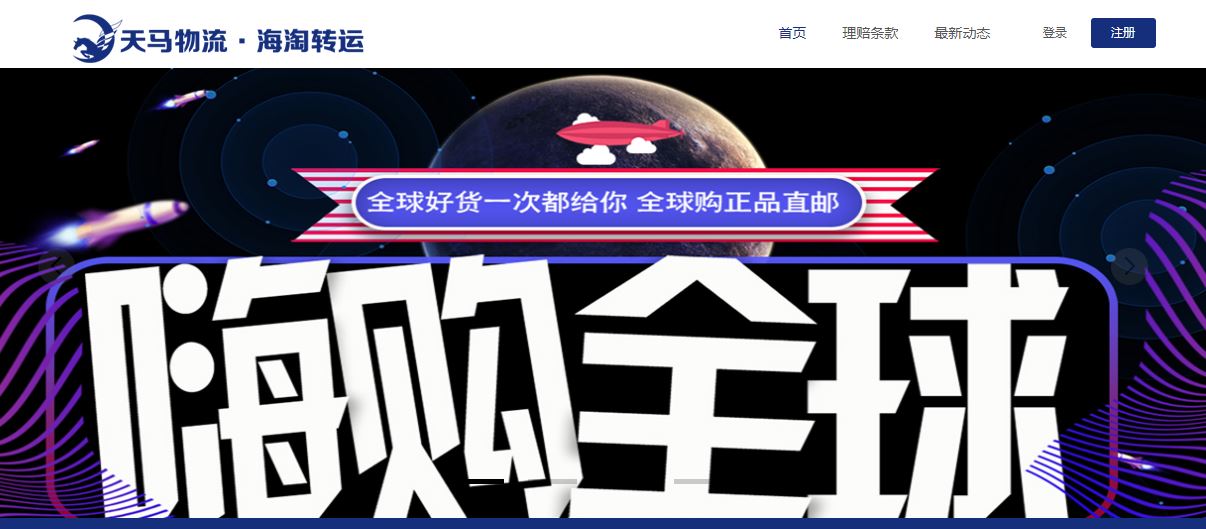 天马物流·海淘转运
首页 理赔条款 最新动态 登录 注册
全球好货一次都给你 全球购正品直邮
嗨购全球